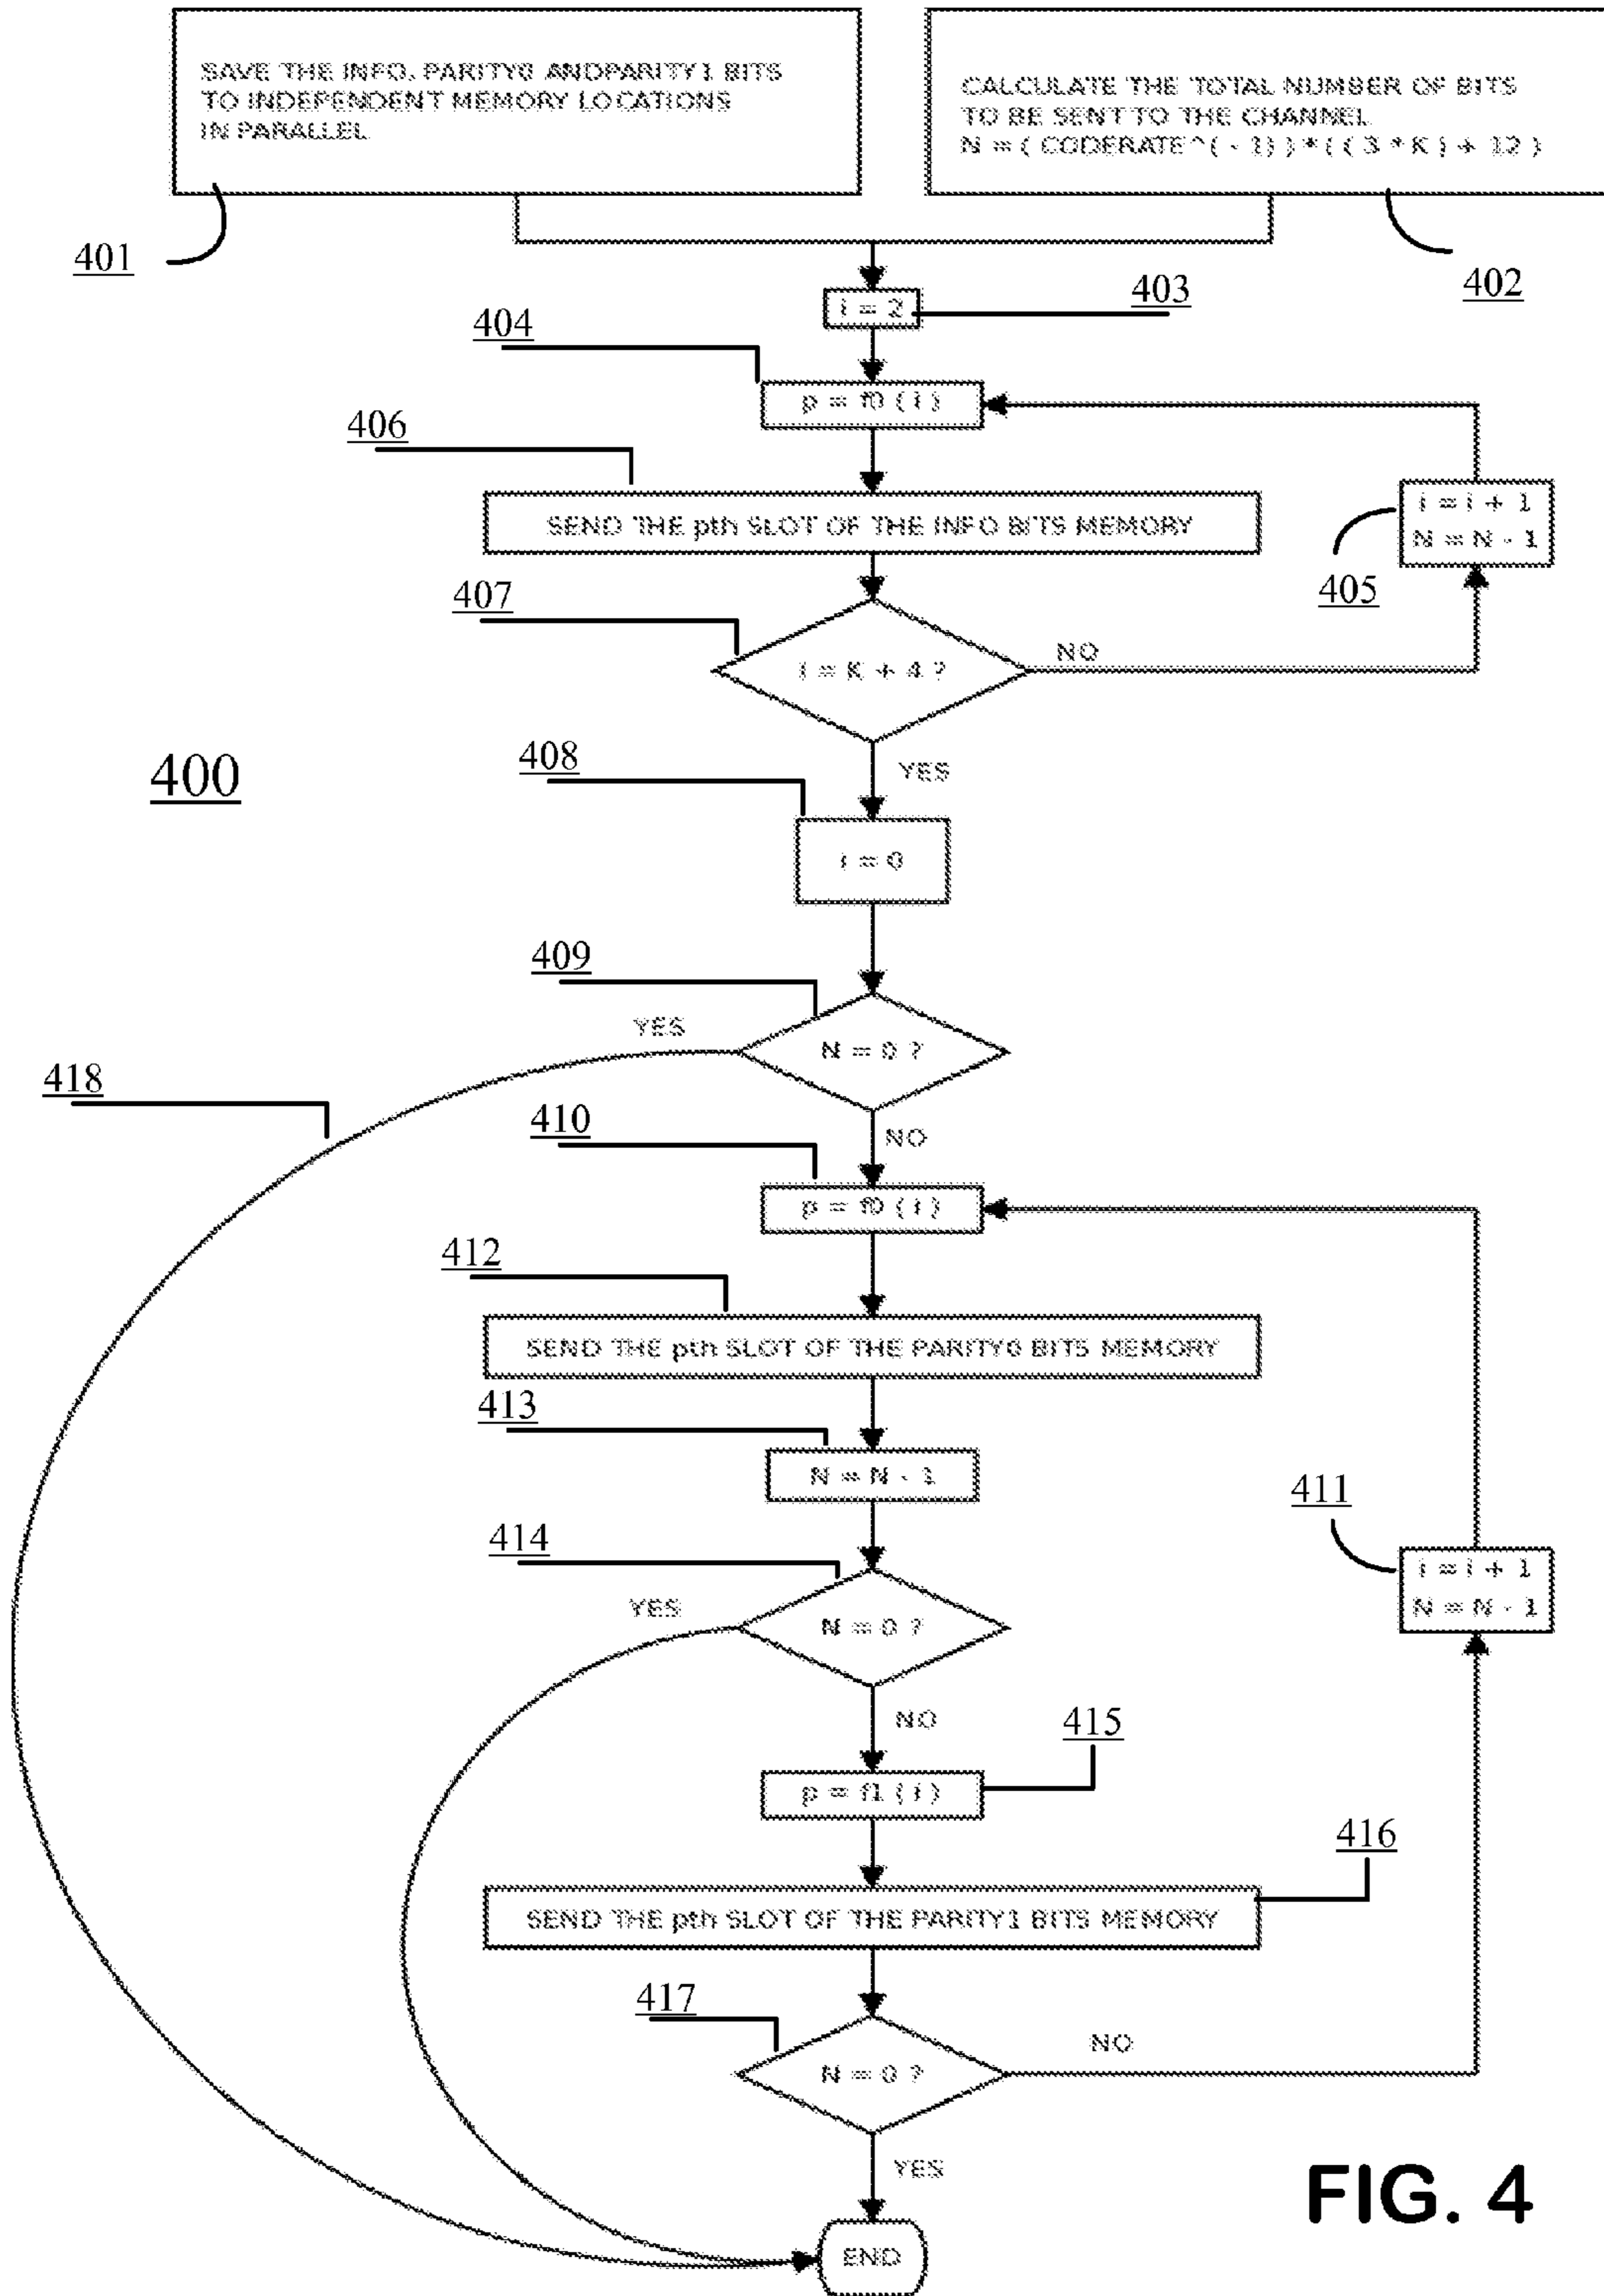 SAVE THE INFO, PARITY0 ANDPARITY1 BITS
TO INDEPENDENT MEMORY LOCATIONS
IN PARALLEL
CALCULATE THE TOTAL NUMBER OF BITS
TO BE SENT TO THE CHANNEL
N = ( CODERATE^( - 1) ) * ( ( 3 * K ) + 12 )
401
402
i = 2
403
404
p = f0 ( i )
406
SEND THE pth SLOT OF THE INFO BITS MEMORY
i = i + 1
N = N - 1
405
407
i = K + 4 ?
NO
YES
400
408
i = 0
409
YES
N = 0 ?
418
NO
410
p = f0 ( i )
412
SEND THE pth SLOT OF THE PARITY0 BITS MEMORY
413
N = N - 1
411
i = i + 1
N = N - 1
414
YES
N = 0 ?
NO
415
p = f1 ( i )
416
SEND THE pth SLOT OF THE PARITY1 BITS MEMORY
417
N = 0 ?
NO
YES
END
FIG. 4